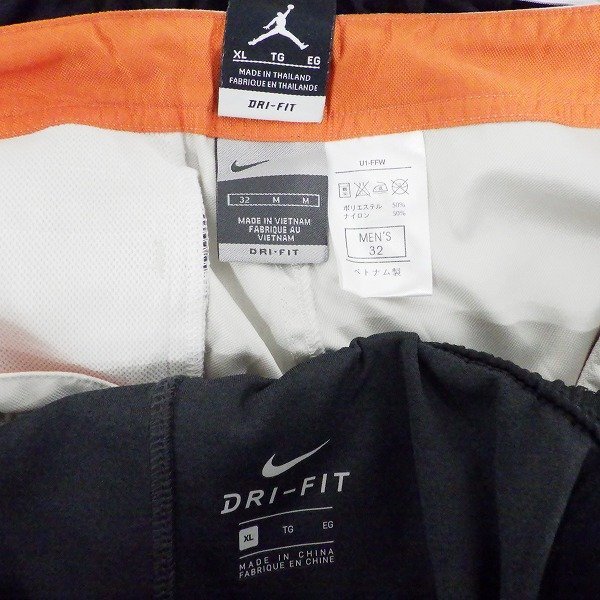 XL TG EG
MADE IN THAILAND
FABRIQUE EN THAILANDE
DRI-FIT
32 M M
MADE IN VIETNAM
FABRIQUE AU
VIETNAM
DRI-FIT
U1-FFW
ポリエステル 50%
ナイロン 50%
MEN'S
32
ベトナム製
DRI-FIT
XL TG EG
MADE IN CHINA
FABRIQUÉ EN CHINE